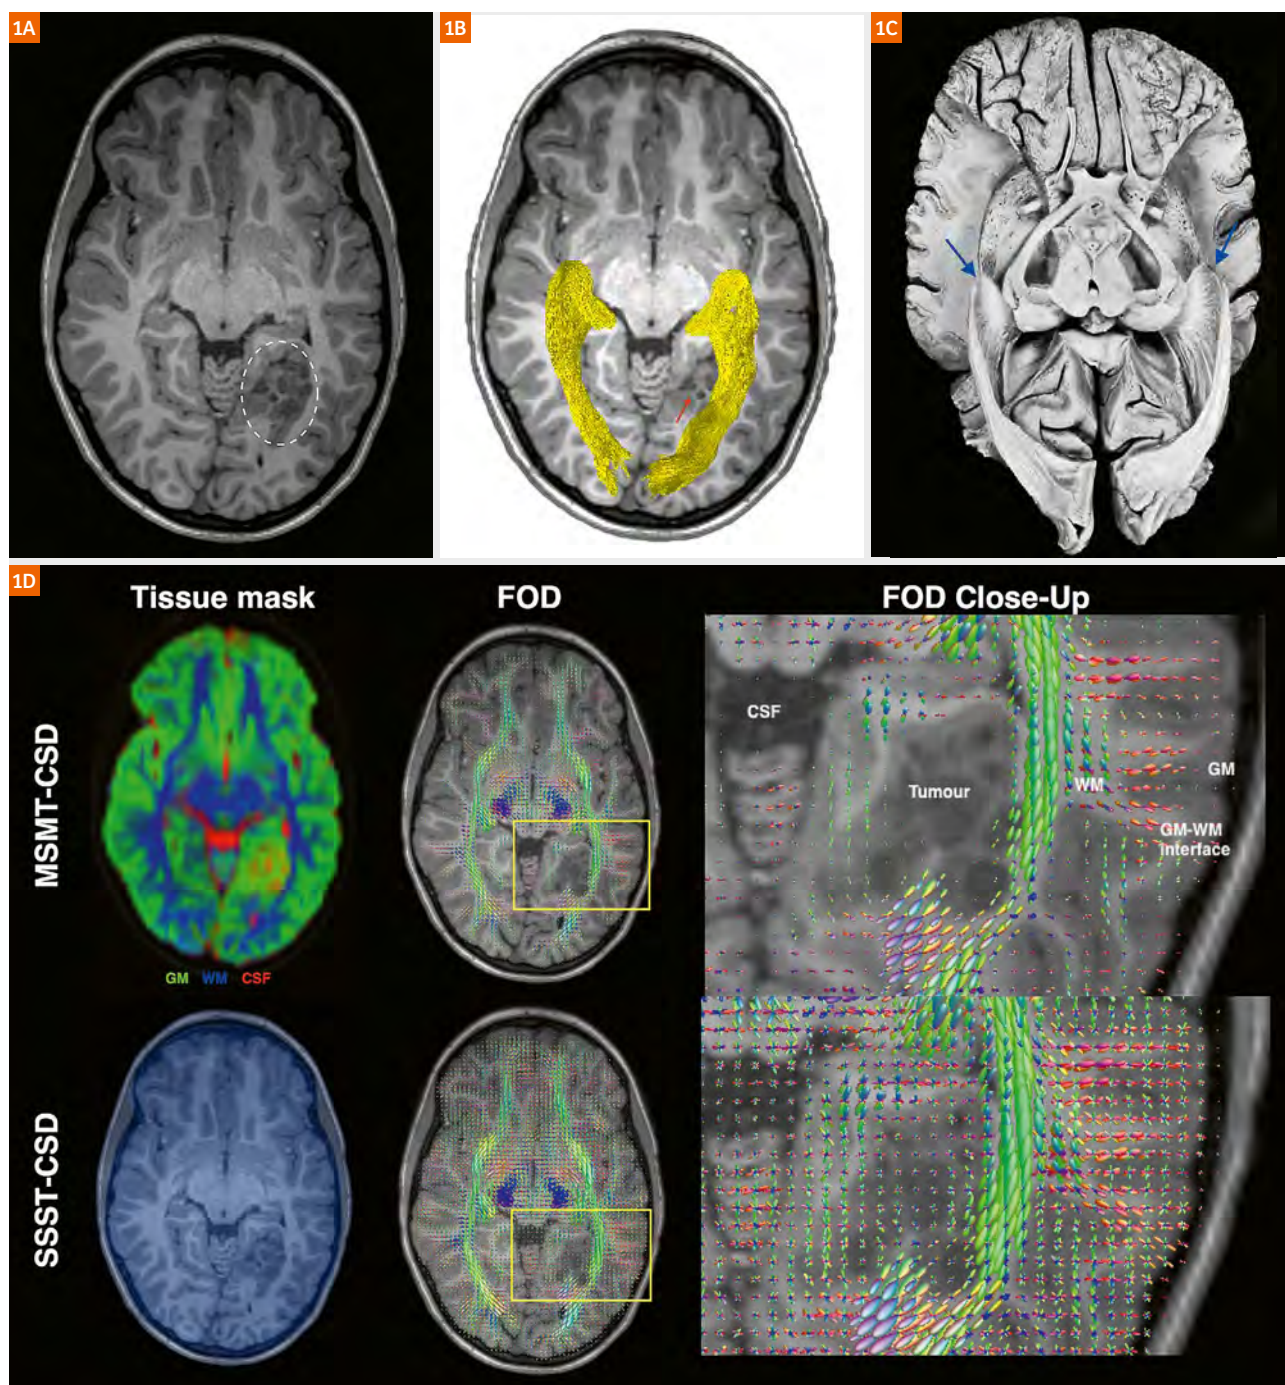 1A
1B
1C
1D
Tissue mask
FOD
FOD Close-Up
MSMT-CSD
CSF
Tumour
WM
GM
GM-WM
interface
GM WM CSF
SSST-CSD